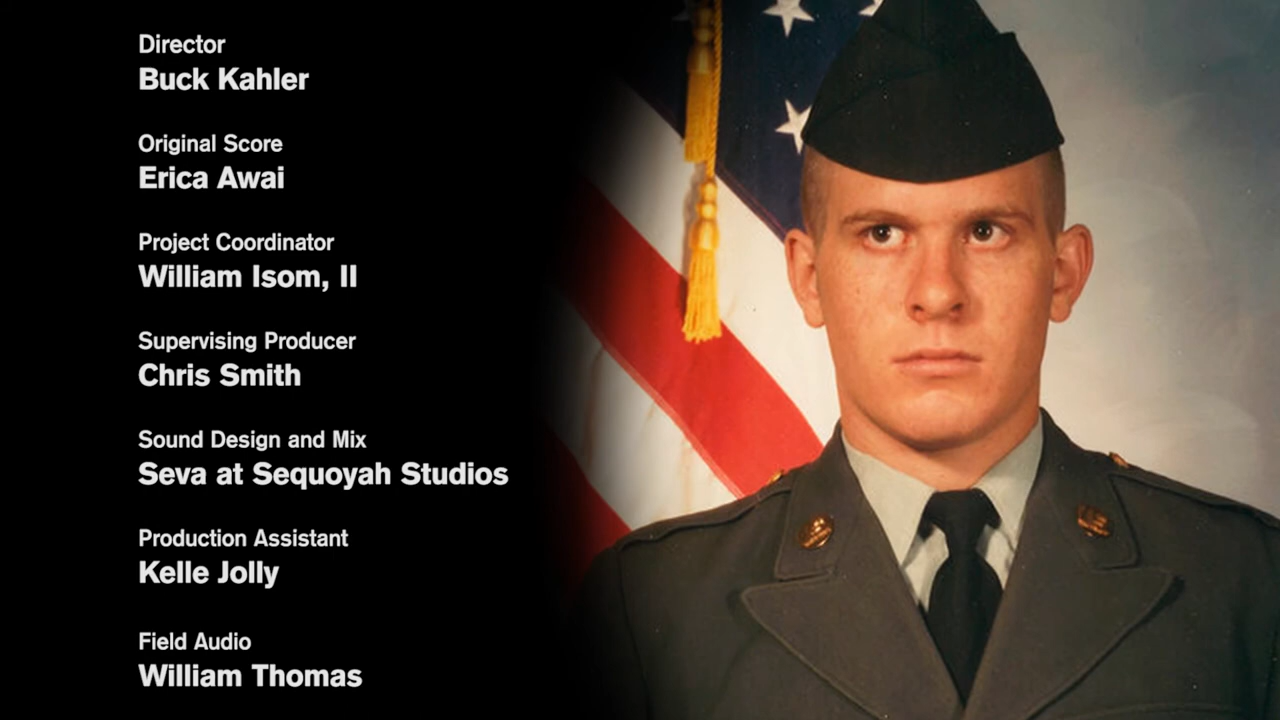 Director
Buck Kahler
Original Score
Erica Awai
Project Coordinator
William Isom, II
Supervising Producer
Chris Smith
Sound Design and Mix
Seva at Sequoyah Studios
Production Assistant
Kelle Jolly
Field Audio
William Thomas